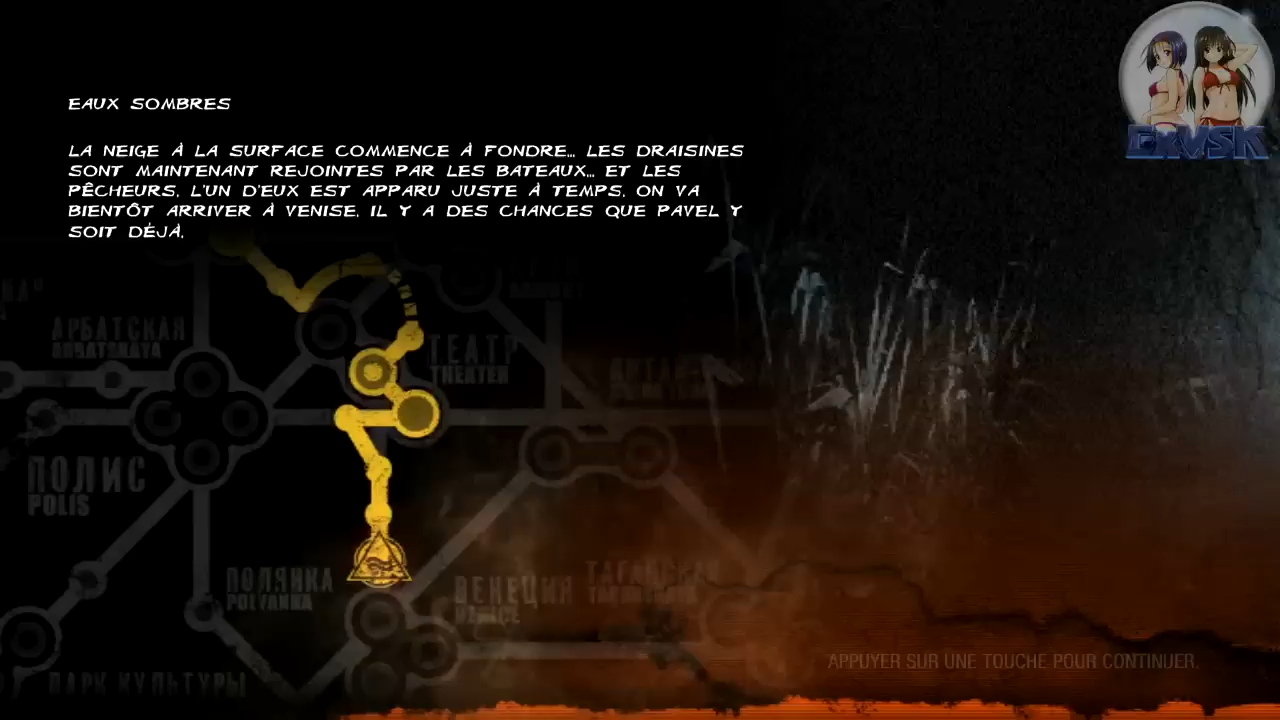 EAUX SOMBRES
LA NEIGE À LA SURFACE COMMENCE À FONDRE... LES DRAISINES
SONT MAINTENANT REJOINTES PAR LES BATEAUX... ET LES
PÊCHEURS. L'UN D'EUX EST APPARU JUSTE À TEMPS. ON VA
BIENTÔT ARRIVER À VENISE. IL Y A DES CHANCES QUE PAVEL Y
SOIT DÉJÀ.
АРБАТСКАЯ
ARBATSKAYA
ТЕАТР
THEATER
ПОЛИС
POLIS
ПОЛЯНКА
POLYANKA
ВЕНЕЦИЯ
VENICE
ПАРК КУЛЬТУРЫ
APPUYER SUR UNE TOUCHE POUR CONTINUER.